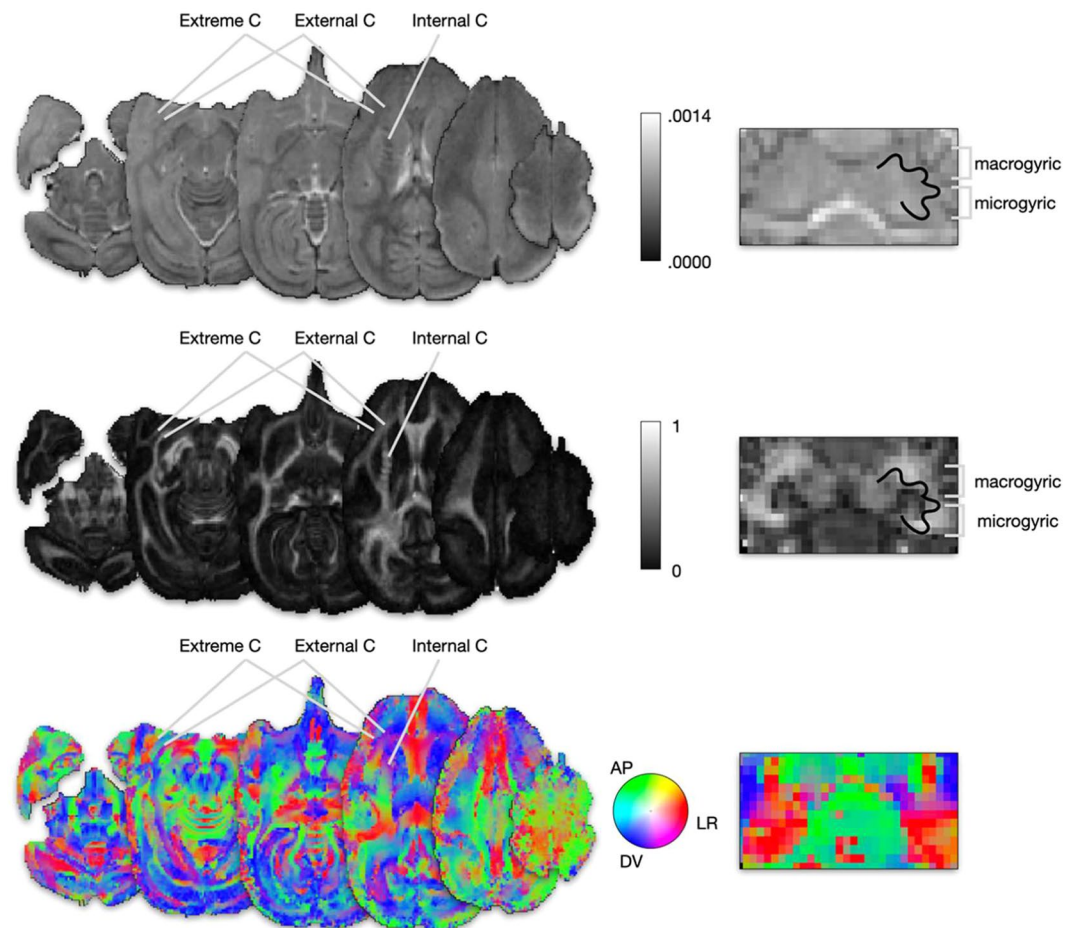 Extreme C External C Internal C
.0014
.0000
macrogyric
microgyric
Extreme C External C Internal C
1
0
macrogyric
microgyric
Extreme C External C Internal C
AP
LR
DV